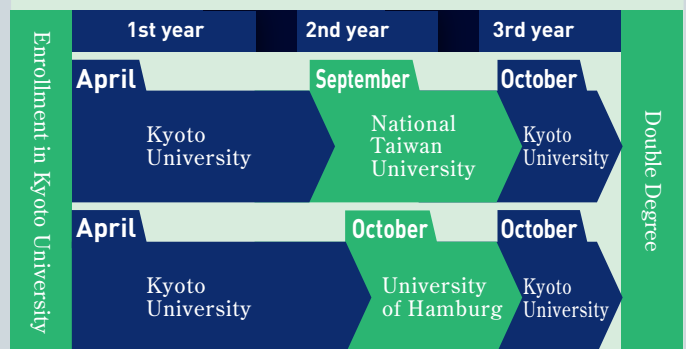 Enrollment in Kyoto University
1st year
2nd year
3rd year
April
September
October
Kyoto
University
National
Taiwan
University
Kyoto
University
April
October
October
Kyoto
University
University
of Hamburg
Kyoto
University
Double Degree